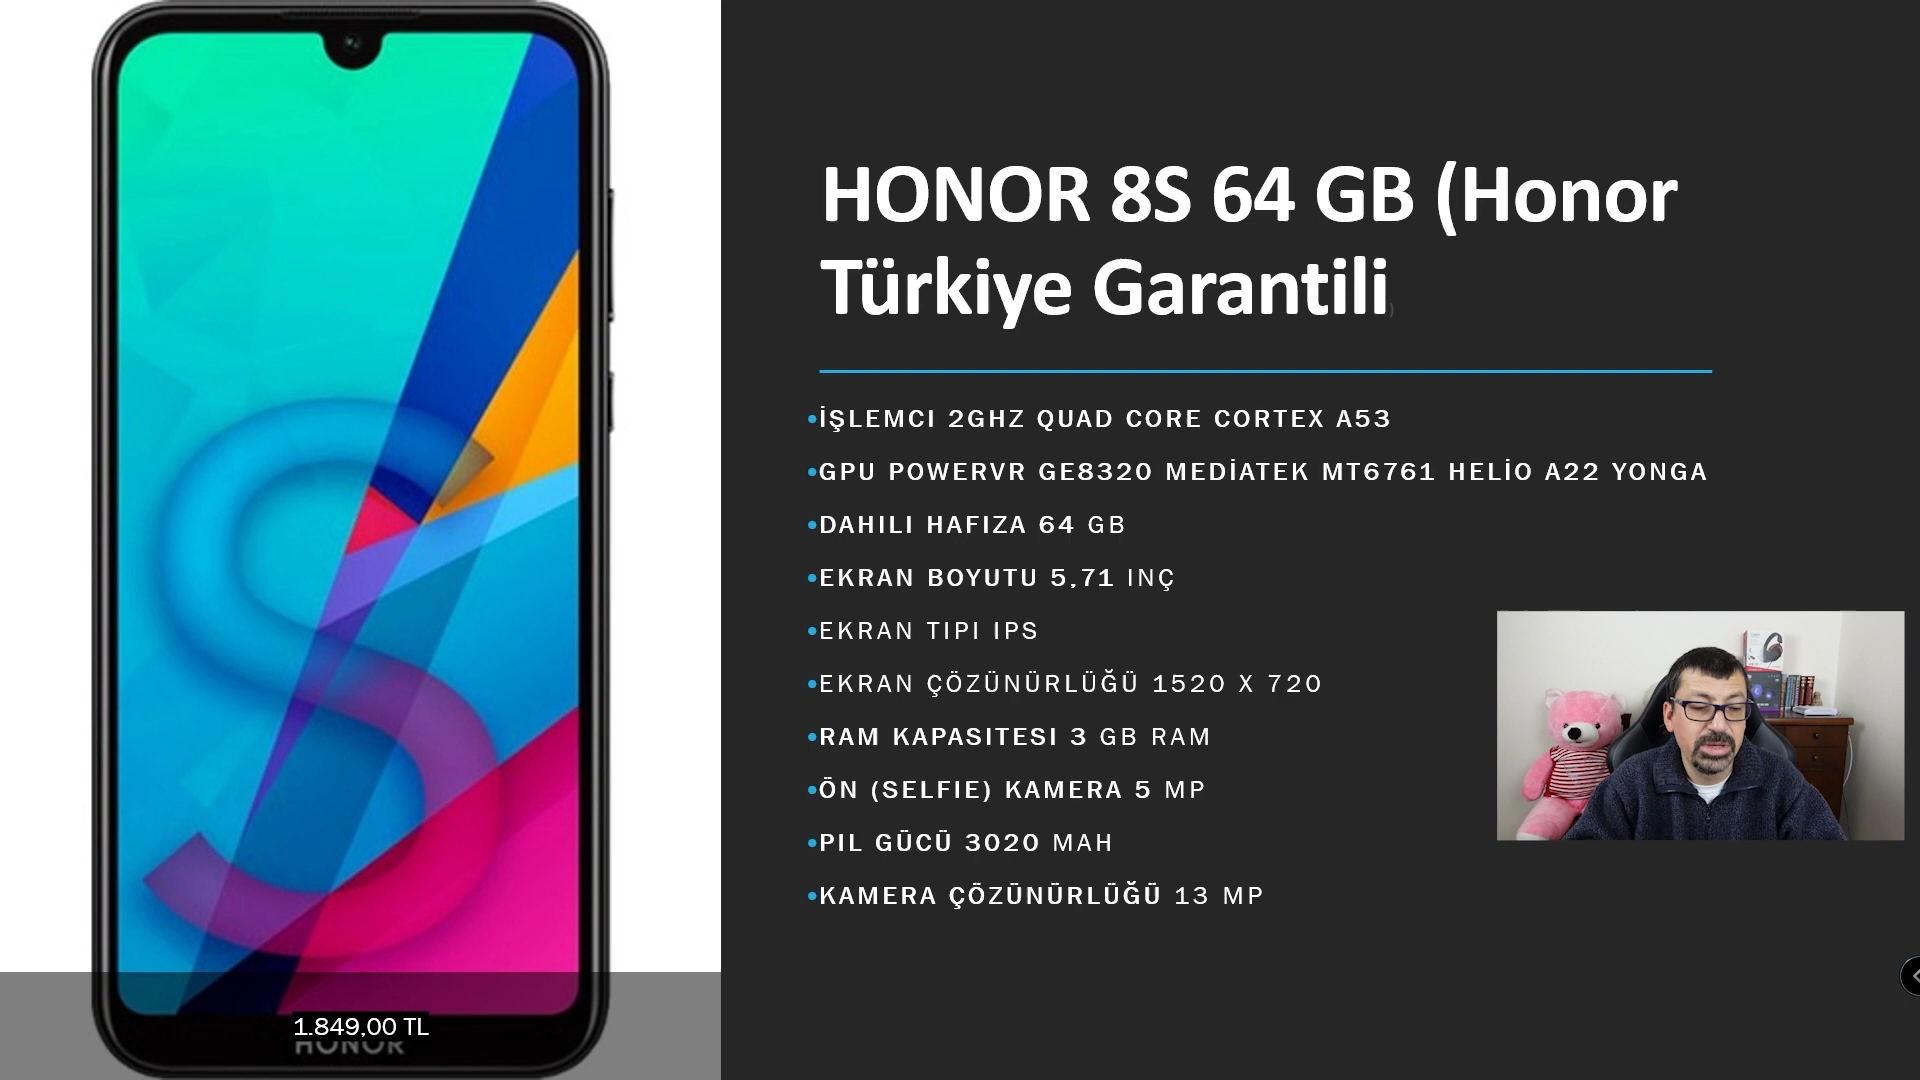 HONOR 8S 64 GB (Honor
Türkiye Garantili)
•İŞLEMCI 2GHZ QUAD CORE CORTEX A53
•GPU POWERVR GE8320 MEDİATEK MT6761 HELİO A22 YONGA
•DAHILI HAFIZA 64 GB
•EKRAN BOYUTU 5,71 INÇ
•EKRAN TIPI IPS
•EKRAN ÇÖZÜNÜRLÜĞÜ 1520 X 720
•RAM KAPASITESI 3 GB RAM
•ÖN (SELFIE) KAMERA 5 MP
•PIL GÜCÜ 3020 MAH
•KAMERA ÇÖZÜNÜRLÜĞÜ 13 MP
1.849,00 TL
HONOR